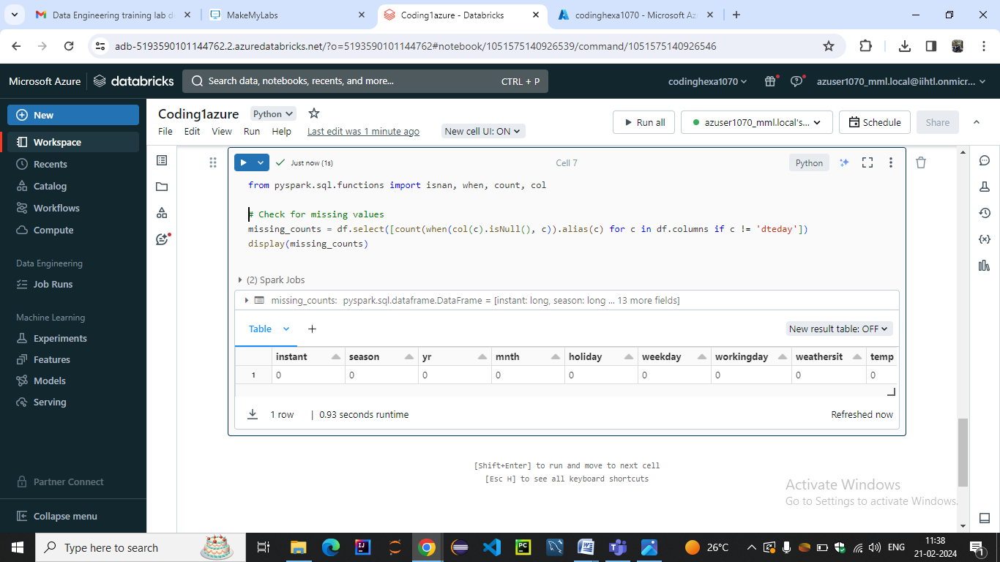 Data Engineering training lab d
MakeMyLabs
Coding1azure - Databricks
codinghexa1070 - Microsoft Az
adb-5193590101144762.2.azuredatabricks.net/?o=5193590101144762#notebook/1051575140926539/command/1051575140926546
Microsoft Azure
databricks
Search data, notebooks, recents, and more...
CTRL + P
codinghexa1070
azuser1070_mml.local@iihtl.onmicr...
New
Workspace
Recents
Catalog
Workflows
Compute
Data Engineering
Job Runs
Machine Learning
Experiments
Features
Models
Serving
Partner Connect
Collapse menu
Coding1azure
Python
File Edit View Run Help Last edit was 1 minute ago New cell UI: ON
Run all
azuser1070_mml.local's...
Schedule
Share
Just now (1s)
Cell 7
Python
from pyspark.sql.functions import isnan, when, count, col
# Check for missing values
missing_counts = df.select([count(when(col(c).isNull(), c)).alias(c) for c in df.columns if c != 'dteday'])
display(missing_counts)
(2) Spark Jobs
missing_counts: pyspark.sql.dataframe.DataFrame = [instant: long, season: long ... 13 more fields]
Table
New result table: OFF
instant season yr mnth holiday weekday workingday weathersit temp
1 0 0 0 0 0 0 0 0 0
1 row | 0.93 seconds runtime
Refreshed now
[Shift+Enter] to run and move to next cell
[Esc H] to see all keyboard shortcuts
Activate Windows
Go to Settings to activate Windows.
Type here to search
26°C
ENG
11:38
21-02-2024
1